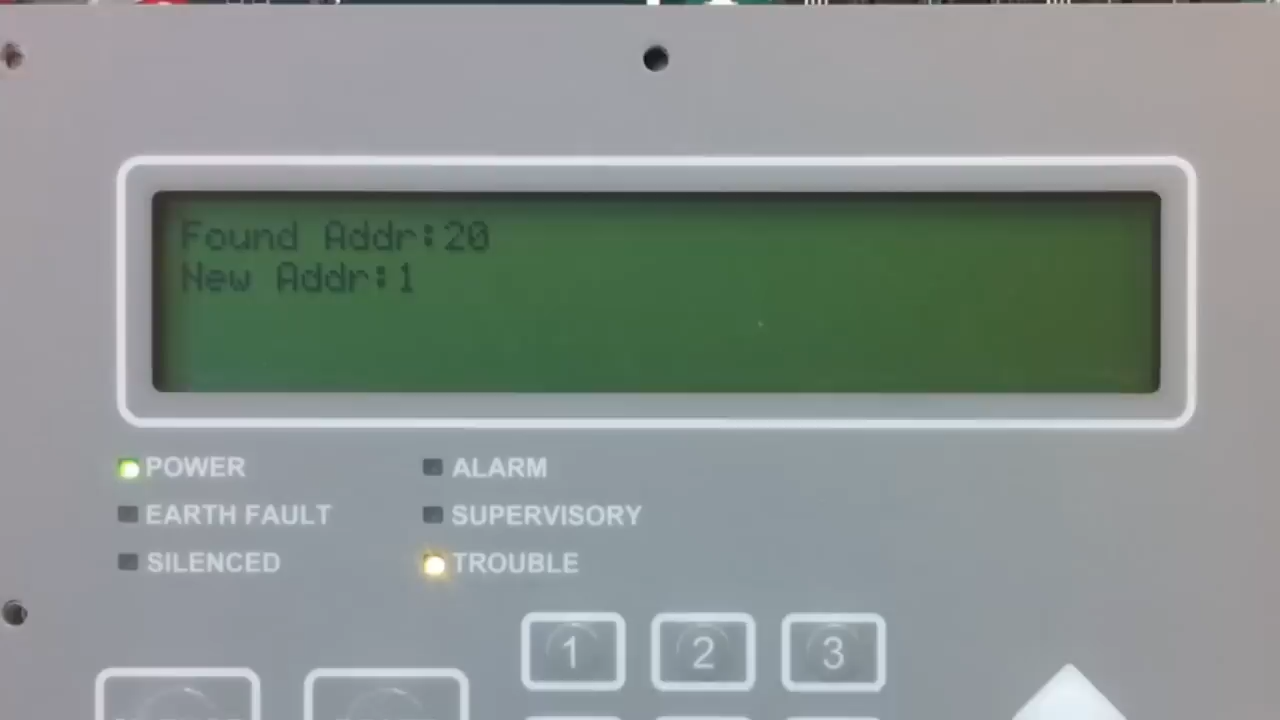 Found Addr:20
New Addr:1
POWER
ALARM
EARTH FAULT
SUPERVISORY
SILENCED
TROUBLE
1
2
3